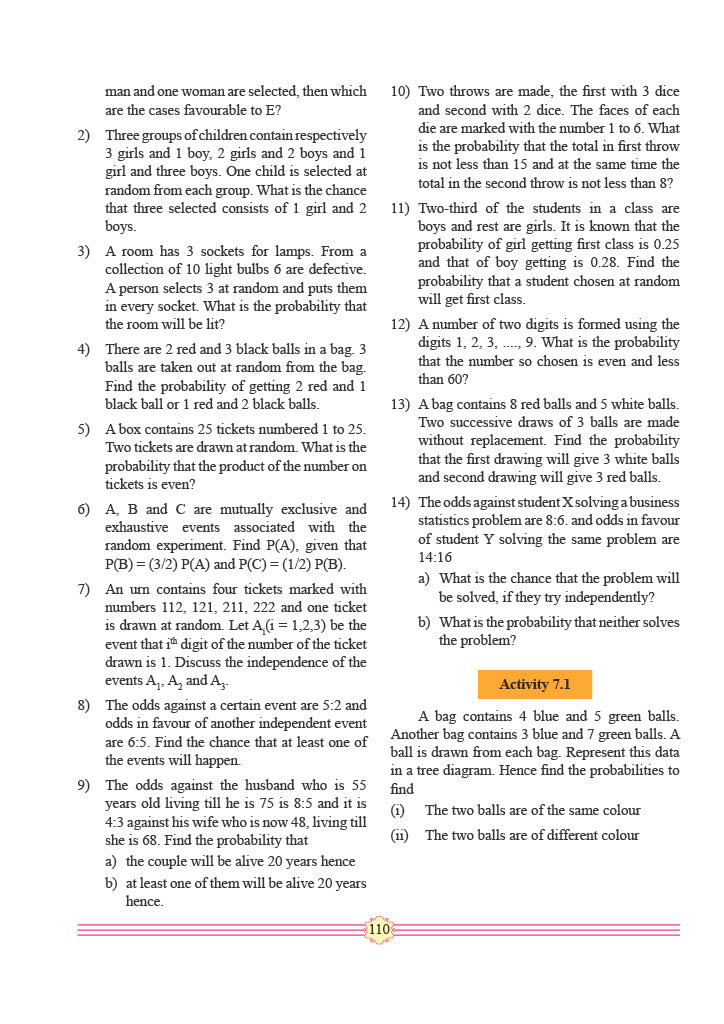 man and one woman are selected, then which
are the cases favourable to E?
2) Three groups of children contain respectively
3 girls and 1 boy, 2 girls and 2 boys and 1
girl and three boys. One child is selected at
random from each group. What is the chance
that three selected consists of 1 girl and 2
boys.
3) A room has 3 sockets for lamps. From a
collection of 10 light bulbs 6 are defective.
A person selects 3 at random and puts them
in every socket. What is the probability that
the room will be lit?
4) There are 2 red and 3 black balls in a bag. 3
balls are taken out at random from the bag.
Find the probability of getting 2 red and 1
black ball or 1 red and 2 black balls.
5) A box contains 25 tickets numbered 1 to 25.
Two tickets are drawn at random. What is the
probability that the product of the number on
tickets is even?
6) A, B and C are mutually exclusive and
exhaustive events associated with the
random experiment. Find P(A), given that
P(B) = (3/2) P(A) and P(C) = (1/2) P(B).
7) An urn contains four tickets marked with
numbers 112, 121, 211, 222 and one ticket
is drawn at random. Let Aᵢ(i = 1,2,3) be the
event that iᵗʰ digit of the number of the ticket
drawn is 1. Discuss the independence of the
events A₁, A₂ and A₃.
8) The odds against a certain event are 5:2 and
odds in favour of another independent event
are 6:5. Find the chance that at least one of
the events will happen.
9) The odds against the husband who is 55
years old living till he is 75 is 8:5 and it is
4:3 against his wife who is now 48, living till
she is 68. Find the probability that
a) the couple will be alive 20 years hence
b) at least one of them will be alive 20 years
hence.
10) Two throws are made, the first with 3 dice
and second with 2 dice. The faces of each
die are marked with the number 1 to 6. What
is the probability that the total in first throw
is not less than 15 and at the same time the
total in the second throw is not less than 8?
11) Two-third of the students in a class are
boys and rest are girls. It is known that the
probability of girl getting first class is 0.25
and that of boy getting is 0.28. Find the
probability that a student chosen at random
will get first class.
12) A number of two digits is formed using the
digits 1, 2, 3, ...., 9. What is the probability
that the number so chosen is even and less
than 60?
13) A bag contains 8 red balls and 5 white balls.
Two successive draws of 3 balls are made
without replacement. Find the probability
that the first drawing will give 3 white balls
and second drawing will give 3 red balls.
14) The odds against student X solving a business
statistics problem are 8:6. and odds in favour
of student Y solving the same problem are
14:16
a) What is the chance that the problem will
be solved, if they try independently?
b) What is the probability that neither solves
the problem?
Activity 7.1
A bag contains 4 blue and 5 green balls.
Another bag contains 3 blue and 7 green balls. A
ball is drawn from each bag. Represent this data
in a tree diagram. Hence find the probabilities to
find
(i) The two balls are of the same colour
(ii) The two balls are of different colour
110